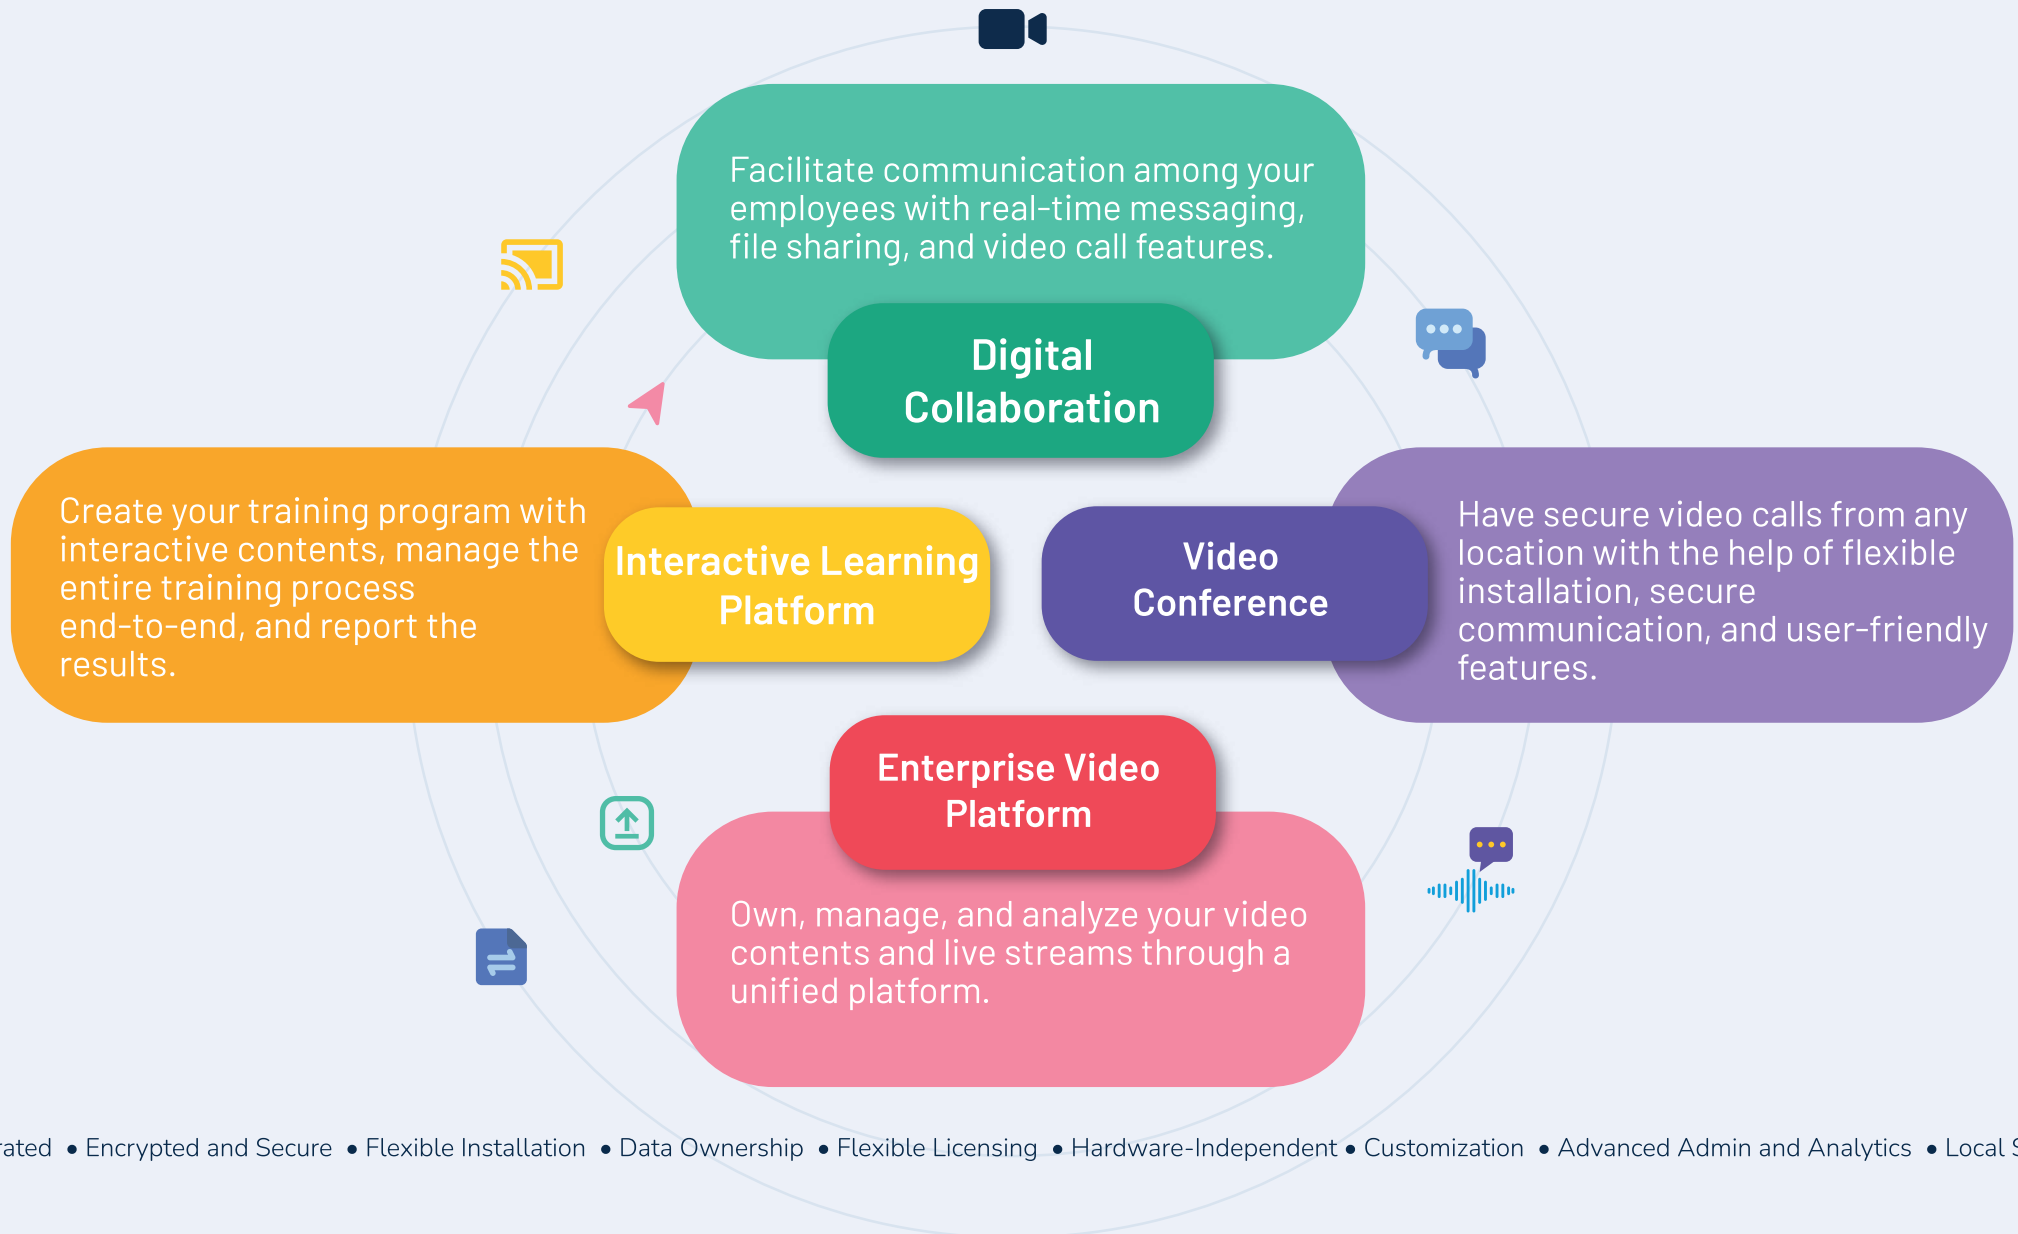 Facilitate communication among your
employees with real-time messaging,
file sharing, and video call features.
Digital
Collaboration
Create your training program with
interactive contents, manage the
entire training process
end-to-end, and report the
results.
Interactive Learning
Platform
Video
Conference
Have secure video calls from any
location with the help of flexible
installation, secure
communication, and user-friendly
features.
Enterprise Video
Platform
Own, manage, and analyze your video
contents and live streams through a
unified platform.
• Encrypted and Secure • Flexible Installation • Data Ownership • Flexible Licensing • Hardware-Independent • Customization • Advanced Admin and Analytics • Local